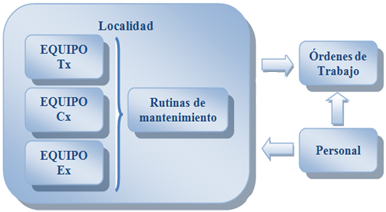 Localidad
EQUIPO
Tx
EQUIPO
Cx
EQUIPO
Ex
Rutinas de
mantenimiento
Órdenes de
Trabajo
Personal